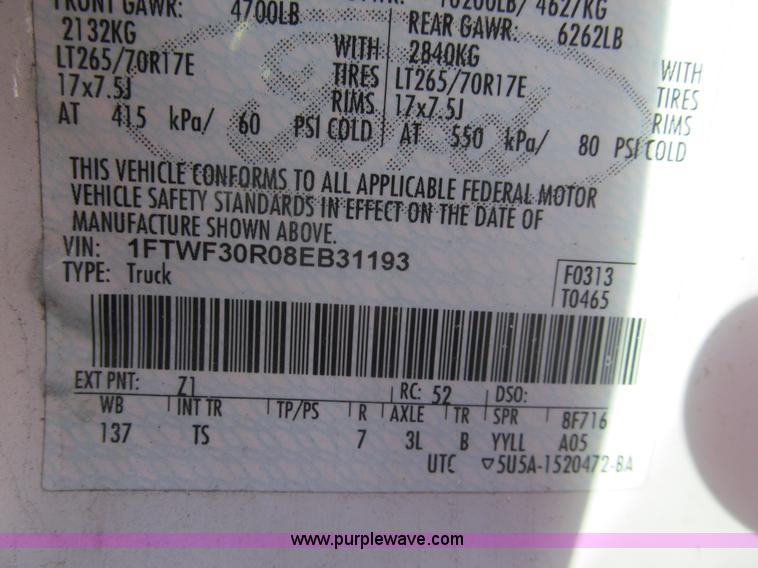 FRONT GAWR: 4700LB
2132KG WITH
LT265/70R17E TIRES
17x7.5J RIMS
AT 415 kPa/ 60 PSI COLD
10200LB/ 4627KG
REAR GAWR: 6262LB
2840KG WITH
LT265/70R17E TIRES
17x7.5J RIMS
AT 550 kPa/ 80 PSI COLD
Ford
THIS VEHICLE CONFORMS TO ALL APPLICABLE FEDERAL MOTOR
VEHICLE SAFETY STANDARDS IN EFFECT ON THE DATE OF
MANUFACTURE SHOWN ABOVE.
VIN: 1FTWF30R08EB31193
TYPE: Truck
F0313
T0465
EXT PNT: Z1 RC: 52 DSO:
WB INT TR TP/PS R AXLE TR SPR 8F716
137 TS 7 3L B YYLL A05
UTC ▽5U5A-1520472-BA
www.purplewave.com